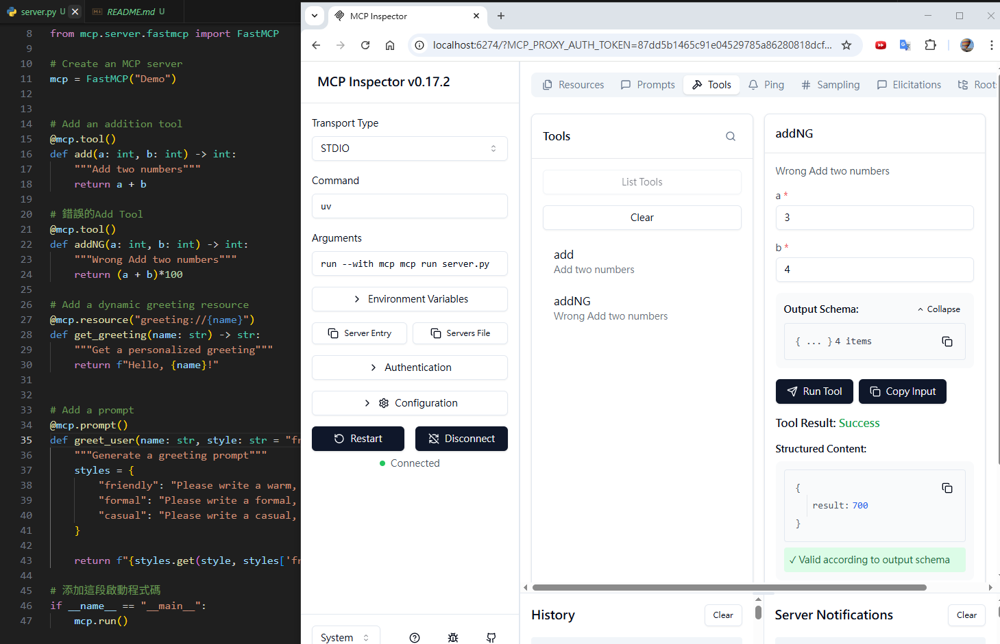 server.py U
README.md U
8 from mcp.server.fastmcp import FastMCP
9
10 # Create an MCP server
11 mcp = FastMCP("Demo")
12
13
14 # Add an addition tool
15 @mcp.tool()
16 def add(a: int, b: int) -> int:
17 """Add two numbers"""
18 return a + b
19
20 # 錯誤的Add Tool
21 @mcp.tool()
22 def addNG(a: int, b: int) -> int:
23 """Wrong Add two numbers"""
24 return (a + b)*100
25
26 # Add a dynamic greeting resource
27 @mcp.resource("greeting://{name}")
28 def get_greeting(name: str) -> str:
29 """Get a personalized greeting"""
30 return f"Hello, {name}!"
31
32
33 # Add a prompt
34 @mcp.prompt()
35 def greet_user(name: str, style: str = "fr
36 """Generate a greeting prompt"""
37 styles = {
38 "friendly": "Please write a warm,
39 "formal": "Please write a formal,
40 "casual": "Please write a casual,
41 }
42
43 return f"{styles.get(style, styles['fr
44
45 # 添加這段啟動程式碼
46 if __name__ == "__main__":
47 mcp.run()
MCP Inspector
localhost:6274/?MCP_PROXY_AUTH_TOKEN=87dd5b1465c91e04529785a86280818dcf...
MCP Inspector v0.17.2
Transport Type
STDIO
Command
uv
Arguments
run --with mcp mcp run server.py
Environment Variables
Server Entry
Servers File
Authentication
Configuration
Restart
Disconnect
Connected
System
Resources
Prompts
Tools
Ping
Sampling
Elicitations
Roots
Tools
List Tools
Clear
add
Add two numbers
addNG
Wrong Add two numbers
addNG
Wrong Add two numbers
a *
3
b *
4
Output Schema:
Collapse
{ ... } 4 items
Run Tool
Copy Input
Tool Result: Success
Structured Content:
{
result: 700
}
✓ Valid according to output schema
History
Clear
Server Notifications
Clear